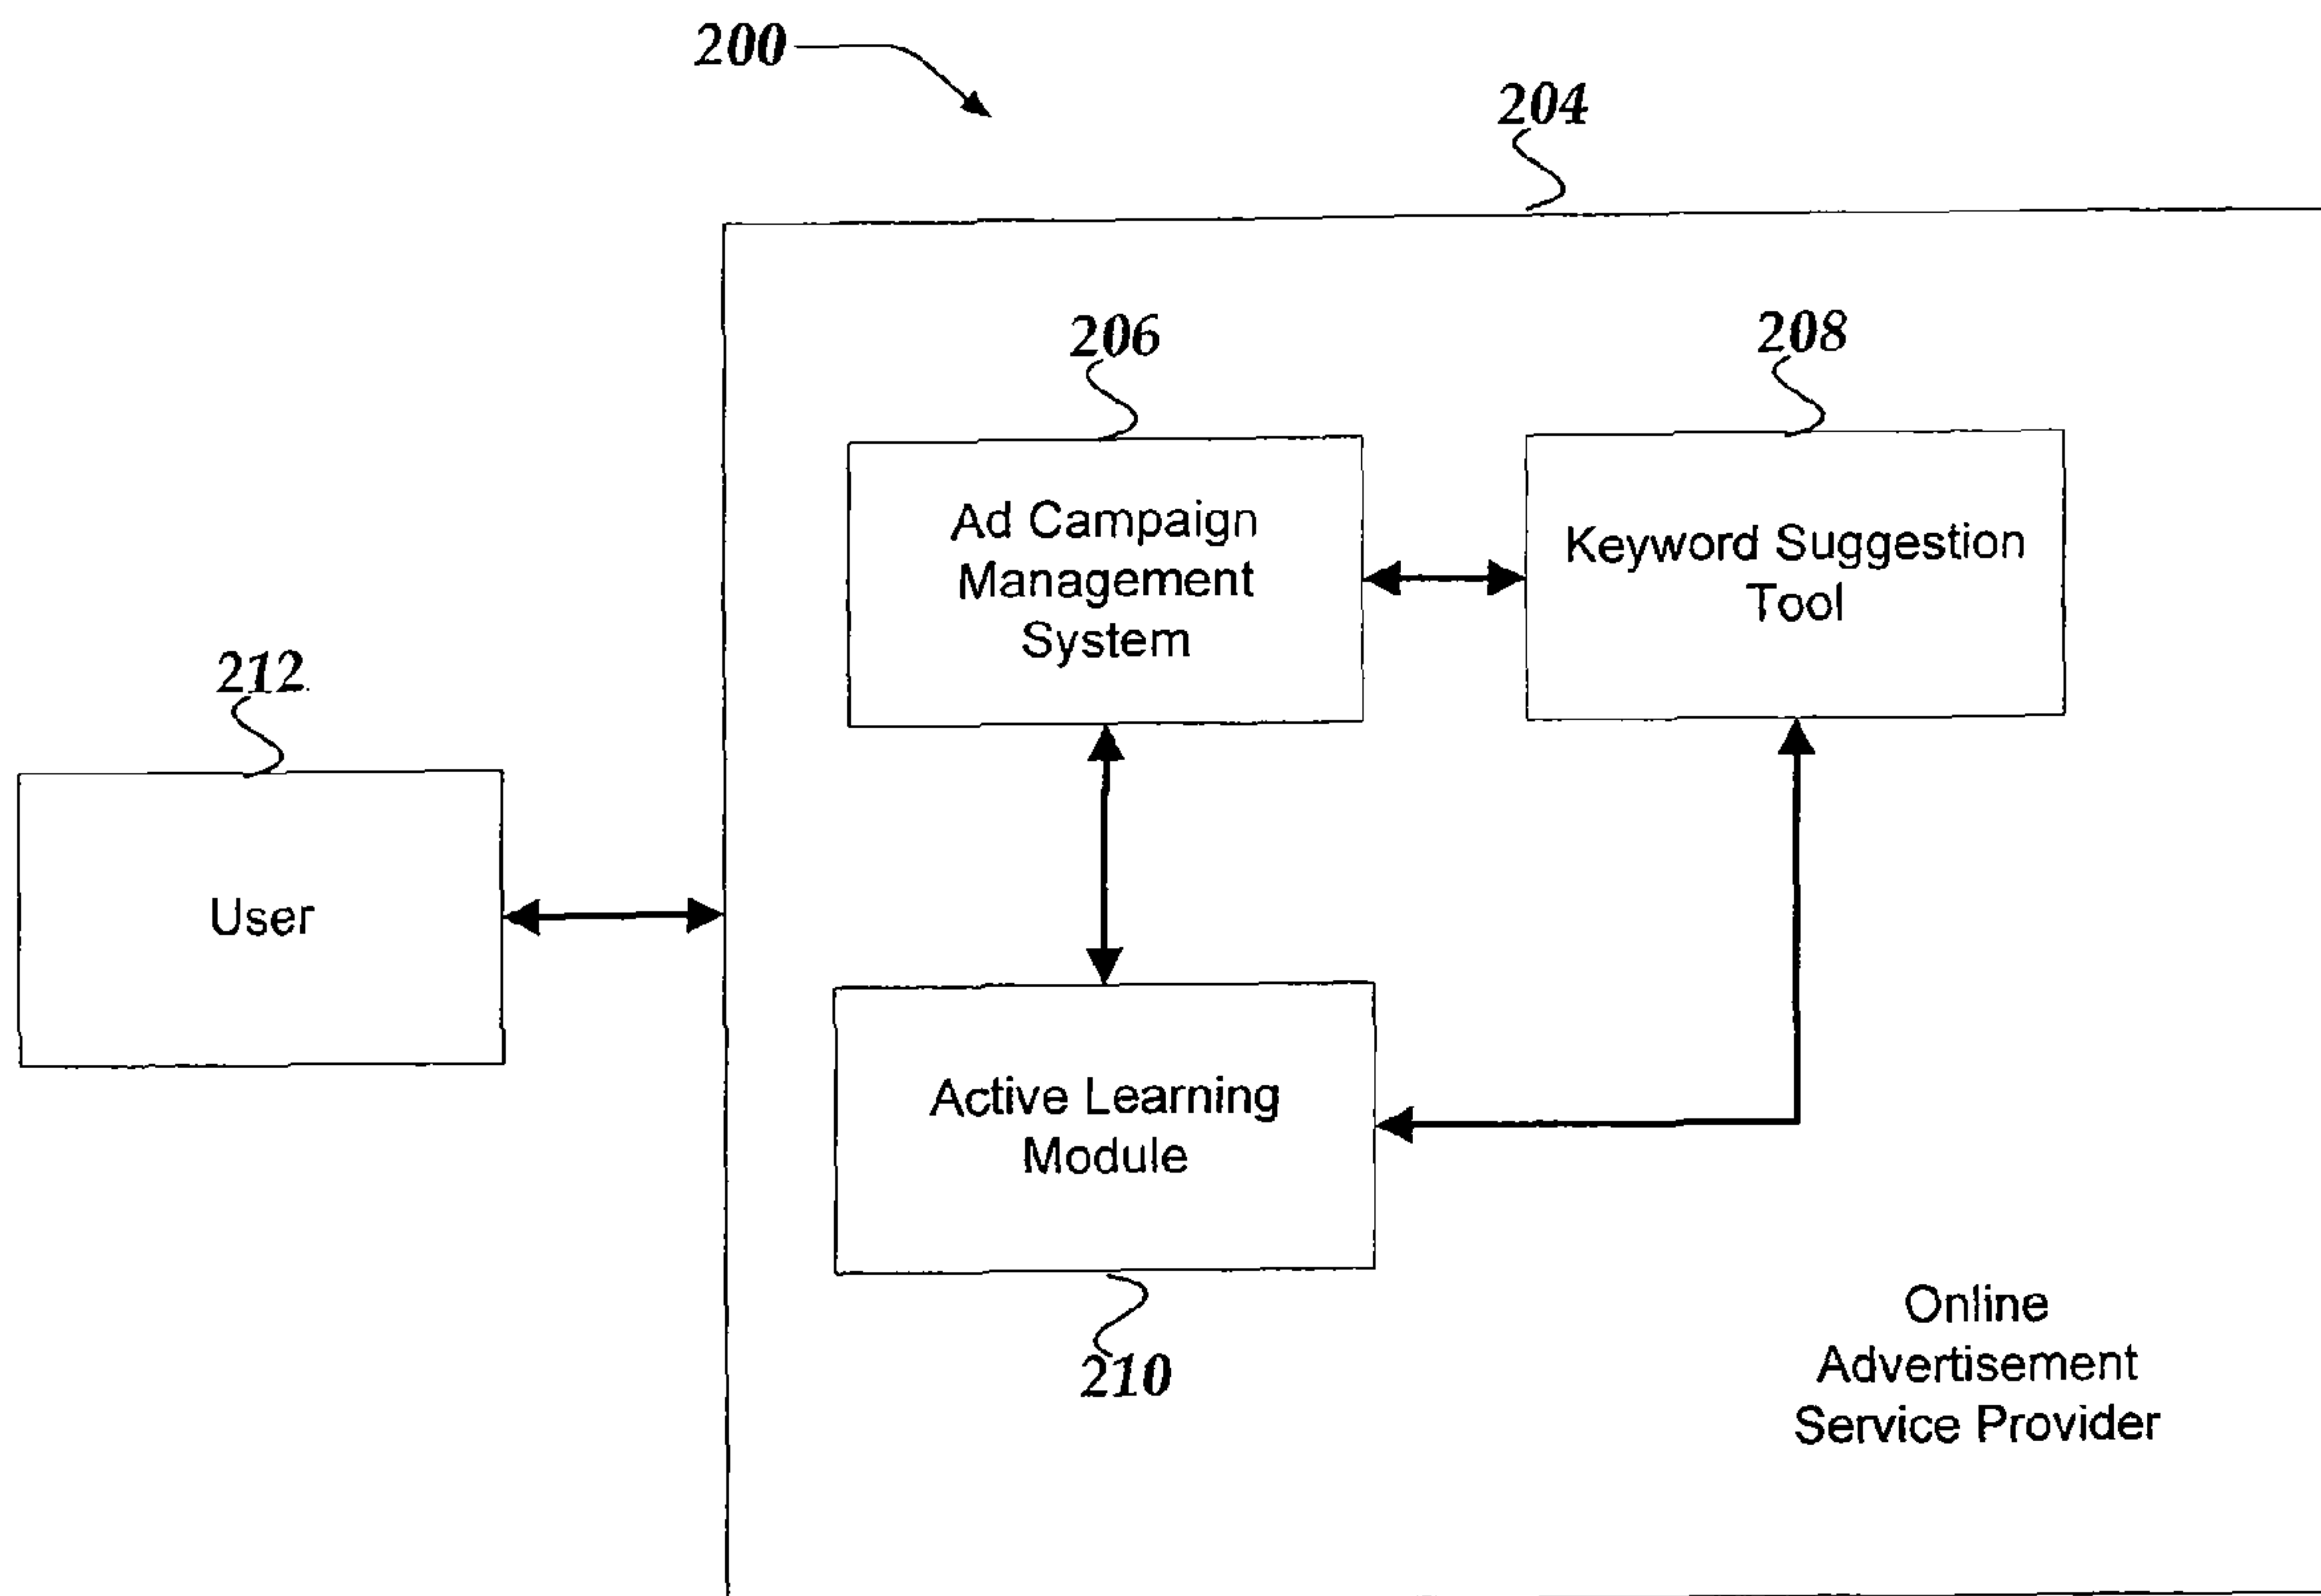 200
204
206
208
Ad Campaign
Management
System
Keyword Suggestion
Tool
212
User
Active Learning
Module
210
Online
Advertisement
Service Provider